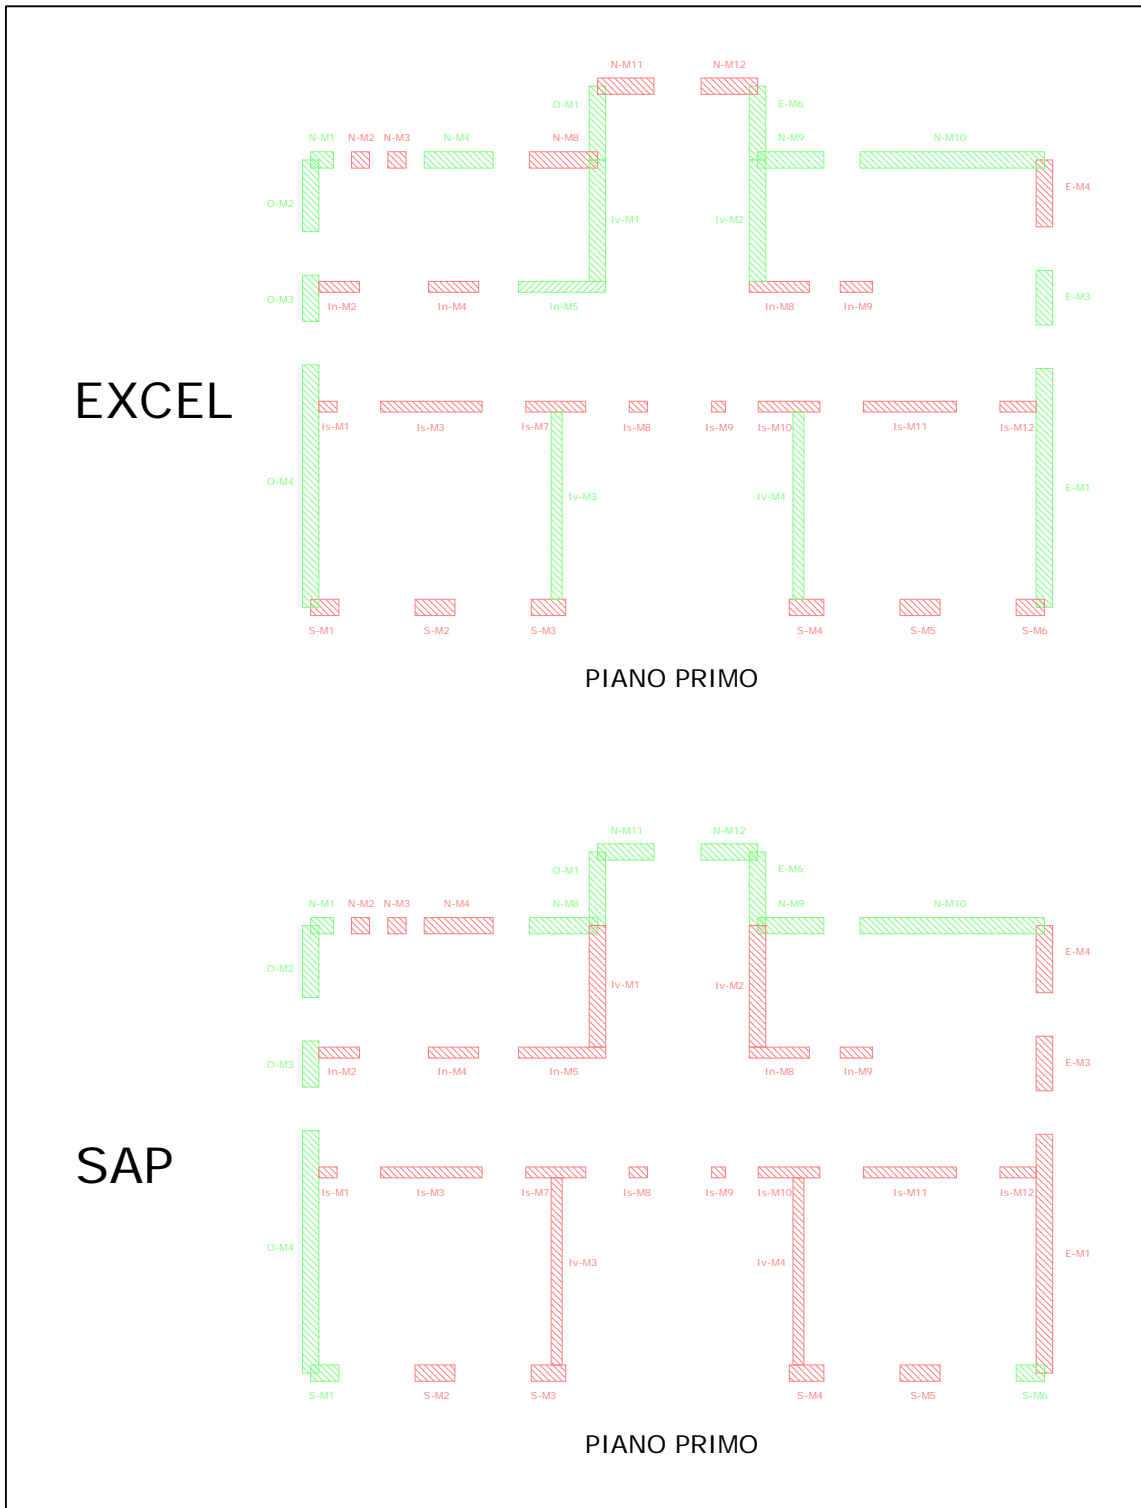 N-M11 N-M12
O-M1 E-M6
N-M1 N-M2 N-M3 N-M4 N-M8 N-M9 N-M10
E-M4
O-M2
Iv-M1 Iv-M2
O-M3 E-M3
In-M2 In-M4 In-M5 In-M8 In-M9
EXCEL
Is-M1 Is-M3 Is-M7 Is-M8 Is-M9 Is-M10 Is-M11 Is-M12
O-M4 E-M1
Iv-M3 Iv-M4
S-M1 S-M2 S-M3 S-M4 S-M5 S-M6
PIANO PRIMO
N-M11 N-M12
O-M1 E-M6
N-M1 N-M2 N-M3 N-M4 N-M8 N-M9 N-M10
E-M4
O-M2
Iv-M1 Iv-M2
O-M3 E-M3
In-M2 In-M4 In-M5 In-M8 In-M9
SAP
Is-M1 Is-M3 Is-M7 Is-M8 Is-M9 Is-M10 Is-M11 Is-M12
O-M4 E-M1
Iv-M3 Iv-M4
S-M1 S-M2 S-M3 S-M4 S-M5 S-M6
PIANO PRIMO